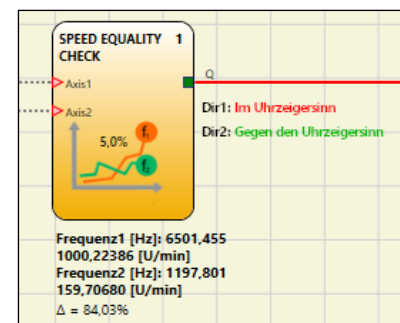 SPEED EQUALITY 1
CHECK
Q
Axis1
Axis2
Dir1: Im Uhrzeigersinn
Dir2: Gegen den Uhrzeigersinn
5,0%
f₁
f₂
Frequenz1 [Hz]: 6501,455
1000,22386 [U/min]
Frequenz2 [Hz]: 1197,801
159,70680 [U/min]
Δ = 84,03%